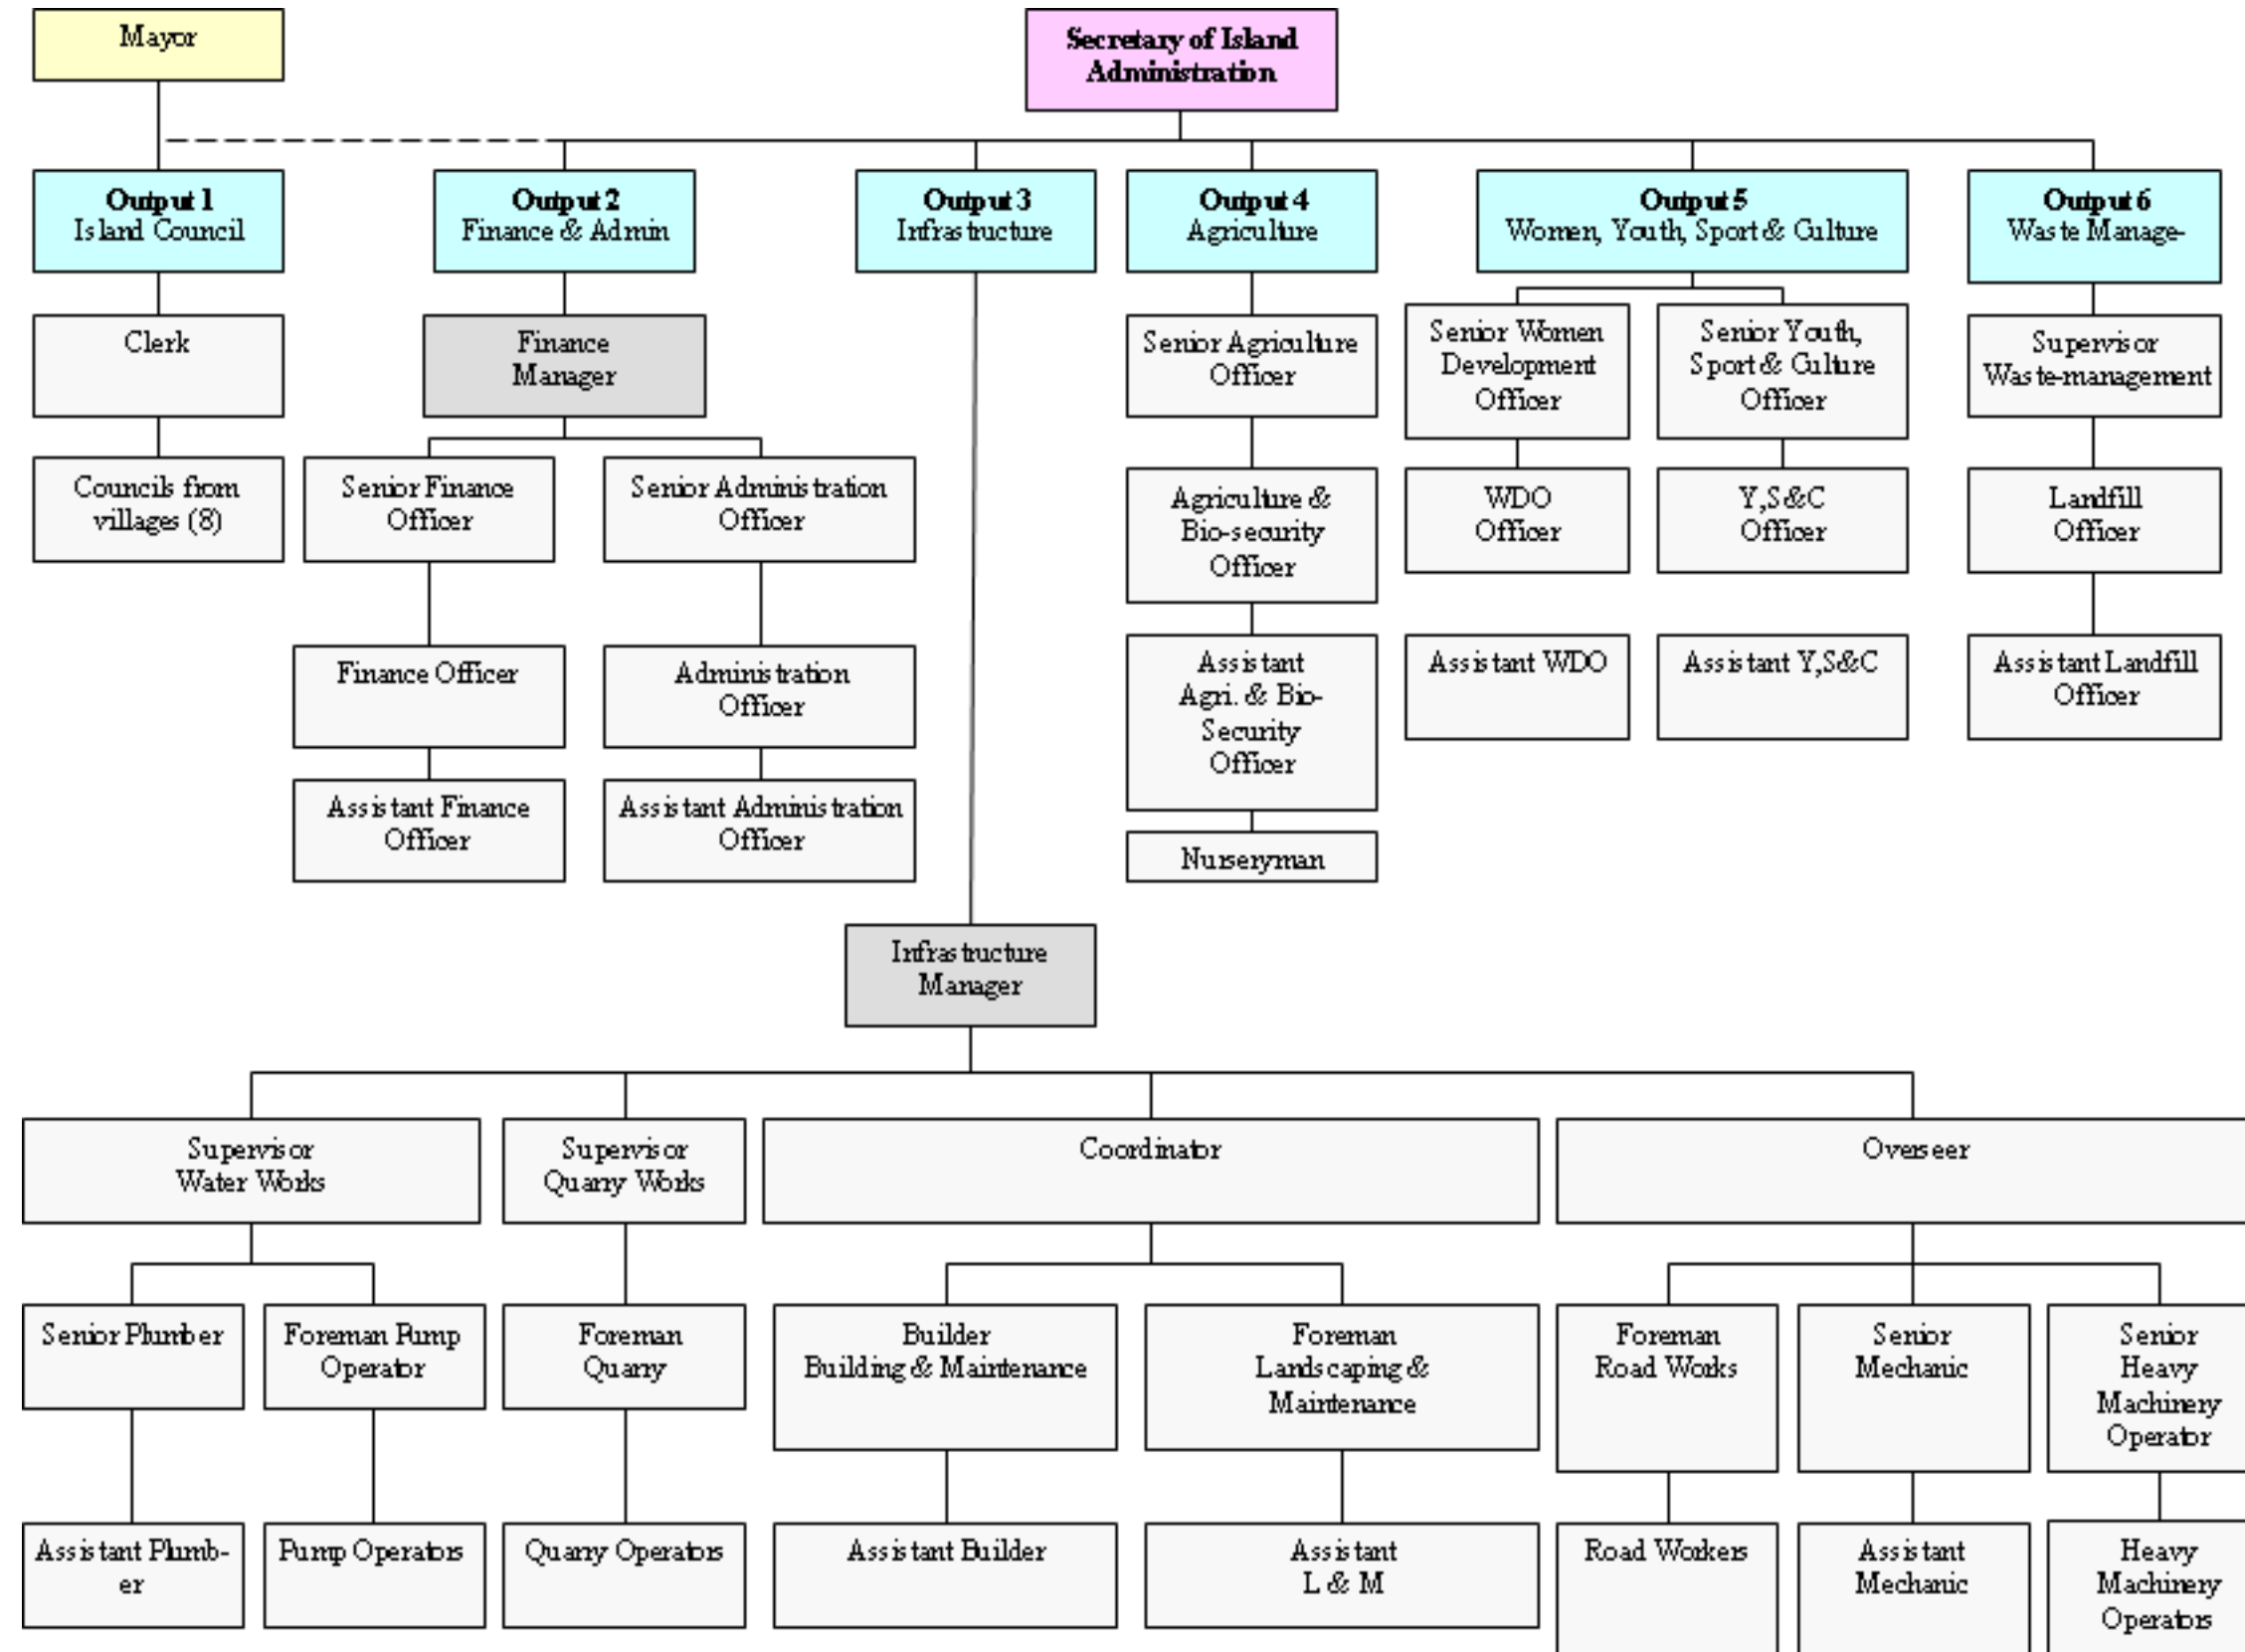 Mayor
Secretary of Island
Administration
Output 1
Island Council
Output 2
Finance & Admin
Output 3
Infrastructure
Output 4
Agriculture
Output 5
Women, Youth, Sport & Culture
Output 6
Waste Manage-
Clerk
Finance
Manager
Senior Agriculture
Officer
Senior Women
Development
Officer
Senior Youth,
Sport & Culture
Officer
Supervisor
Waste-management
Councils from
villages (8)
Senior Finance
Officer
Senior Administration
Officer
Agriculture &
Bio-security
Officer
WDO
Officer
Y,S&C
Officer
Landfill
Officer
Finance Officer
Administration
Officer
Assistant
Agri. & Bio-
Security
Officer
Assistant WDO
Assistant Y,S&C
Assistant Landfill
Officer
Assistant Finance
Officer
Assistant Administration
Officer
Nurseryman
Infrastructure
Manager
Supervisor
Water Works
Supervisor
Quarry Works
Coordinator
Overseer
Senior Plumber
Foreman Pump
Operator
Foreman
Quarry
Builder
Building & Maintenance
Foreman
Landscaping &
Maintenance
Foreman
Road Works
Senior
Mechanic
Senior
Heavy
Machinery
Operator
Assistant Plumb-
er
Pump Operators
Quarry Operators
Assistant Builder
Assistant
L & M
Road Workers
Assistant
Mechanic
Heavy
Machinery
Operators